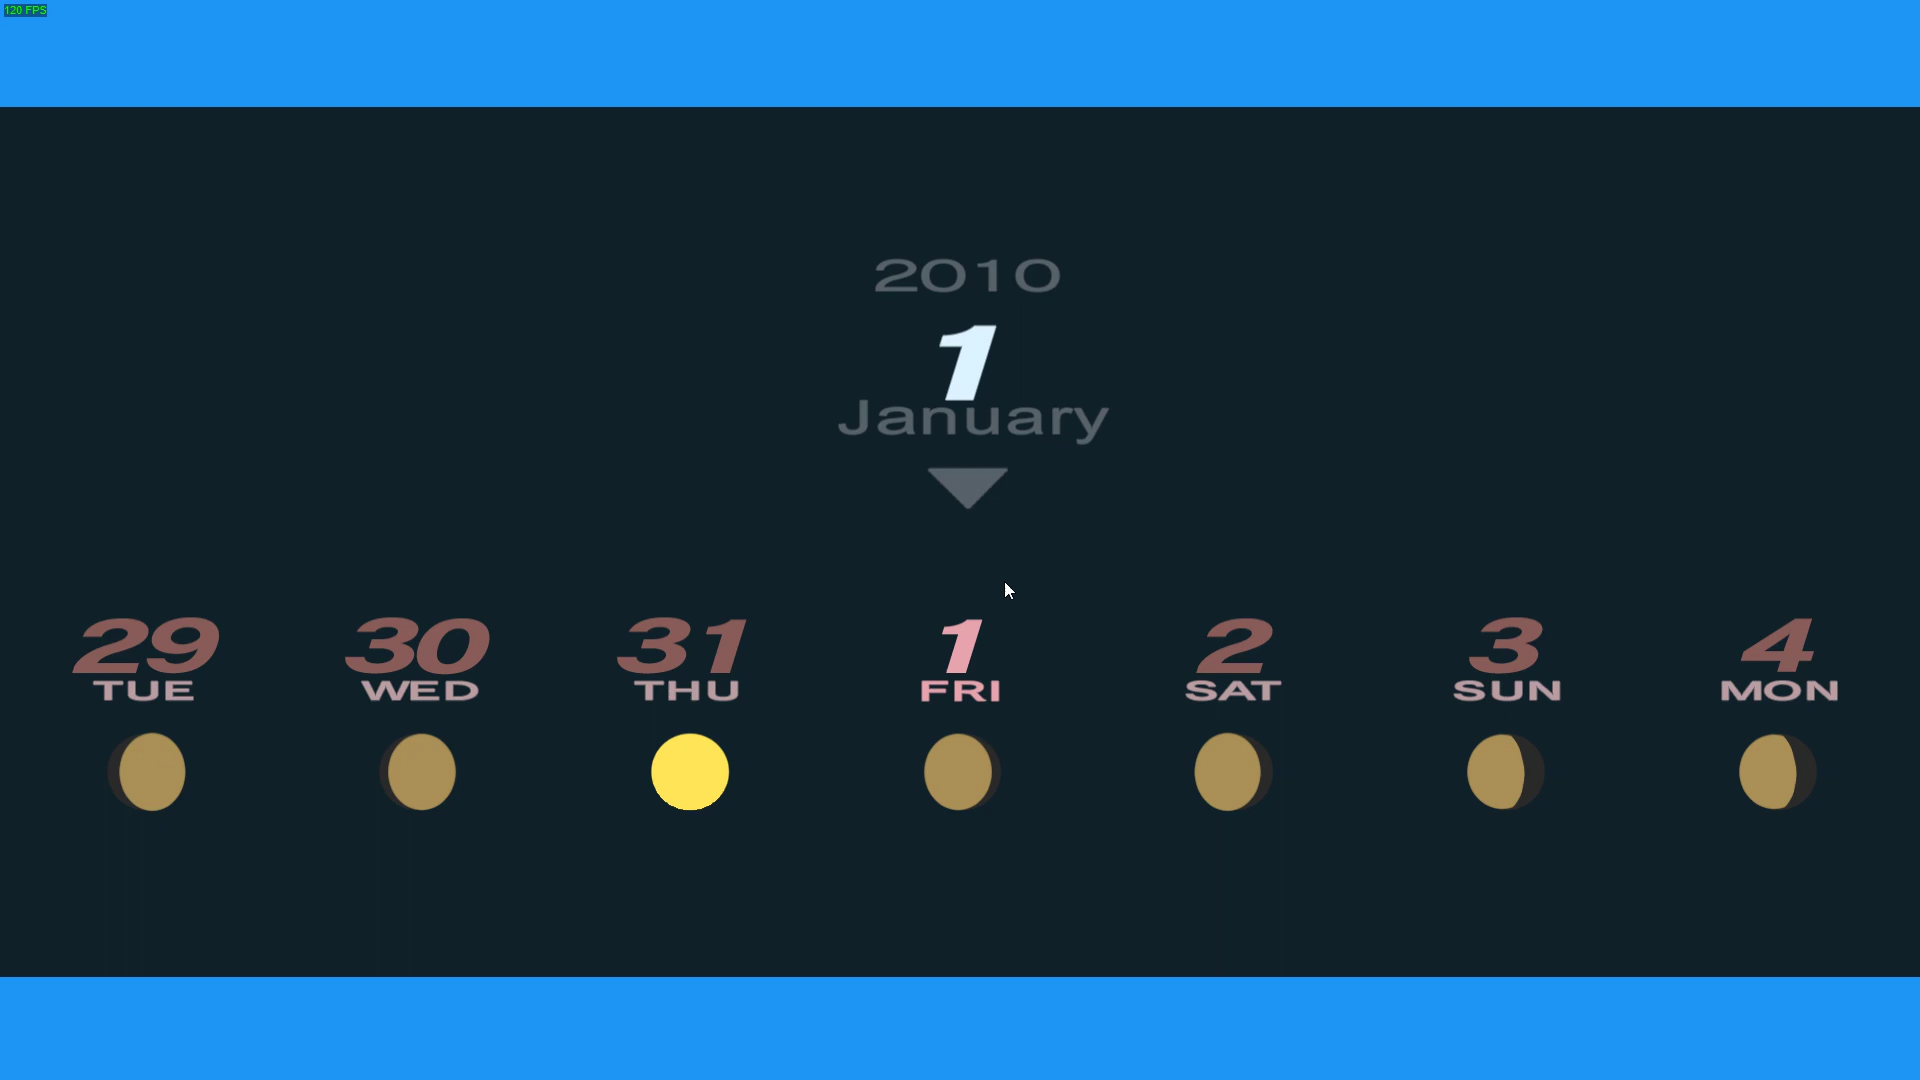 120 FPS
2010
1
January
29 30 31 1 2 3 4
TUE WED THU FRI SAT SUN MON